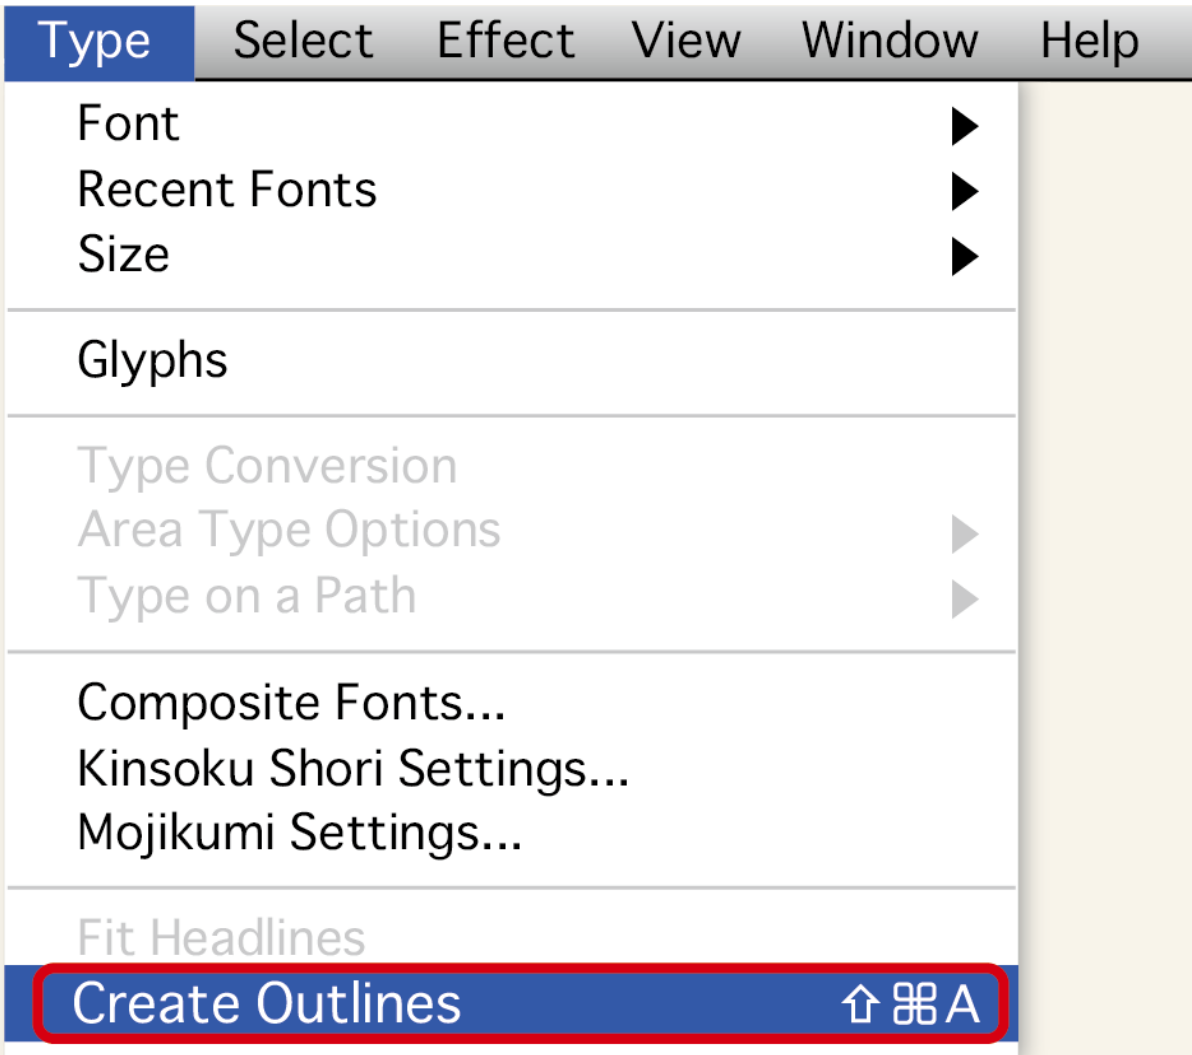 Type Select Effect View Window Help
Font
Recent Fonts
Size
Glyphs
Type Conversion
Area Type Options
Type on a Path
Composite Fonts...
Kinsoku Shori Settings...
Mojikumi Settings...
Fit Headlines
Create Outlines ⇧⌘A